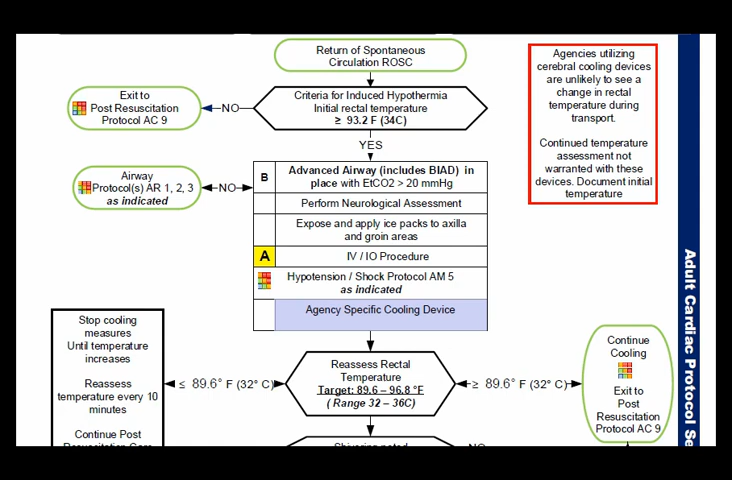 Return of Spontaneous
Circulation ROSC
Agencies utilizing
cerebral cooling devices
are unlikely to see a
change in rectal
temperature during
transport.
Continued temperature
assessment not
warranted with these
devices. Document initial
temperature
Exit to
Post Resuscitation
Protocol AC 9
NO
Criteria for Induced Hypothermia
Initial rectal temperature
≥ 93.2 F (34C)
YES
Airway
Protocol(s) AR 1, 2, 3
as indicated
NO
B
Advanced Airway (includes BIAD) in
place with EtCO2 > 20 mmHg
Perform Neurological Assessment
Expose and apply ice packs to axilla
and groin areas
A
IV / IO Procedure
Hypotension / Shock Protocol AM 5
as indicated
Agency Specific Cooling Device
Stop cooling
measures
Until temperature
increases
Reassess
temperature every 10
minutes
Continue Post
≤ 89.6° F (32° C)
Reassess Rectal
Temperature
Target: 89.6 – 96.8 °F
( Range 32 – 36C)
≥ 89.6° F (32° C)
Continue
Cooling
Exit to
Post
Resuscitation
Protocol AC 9
NO
Adult Cardiac Protocol Se